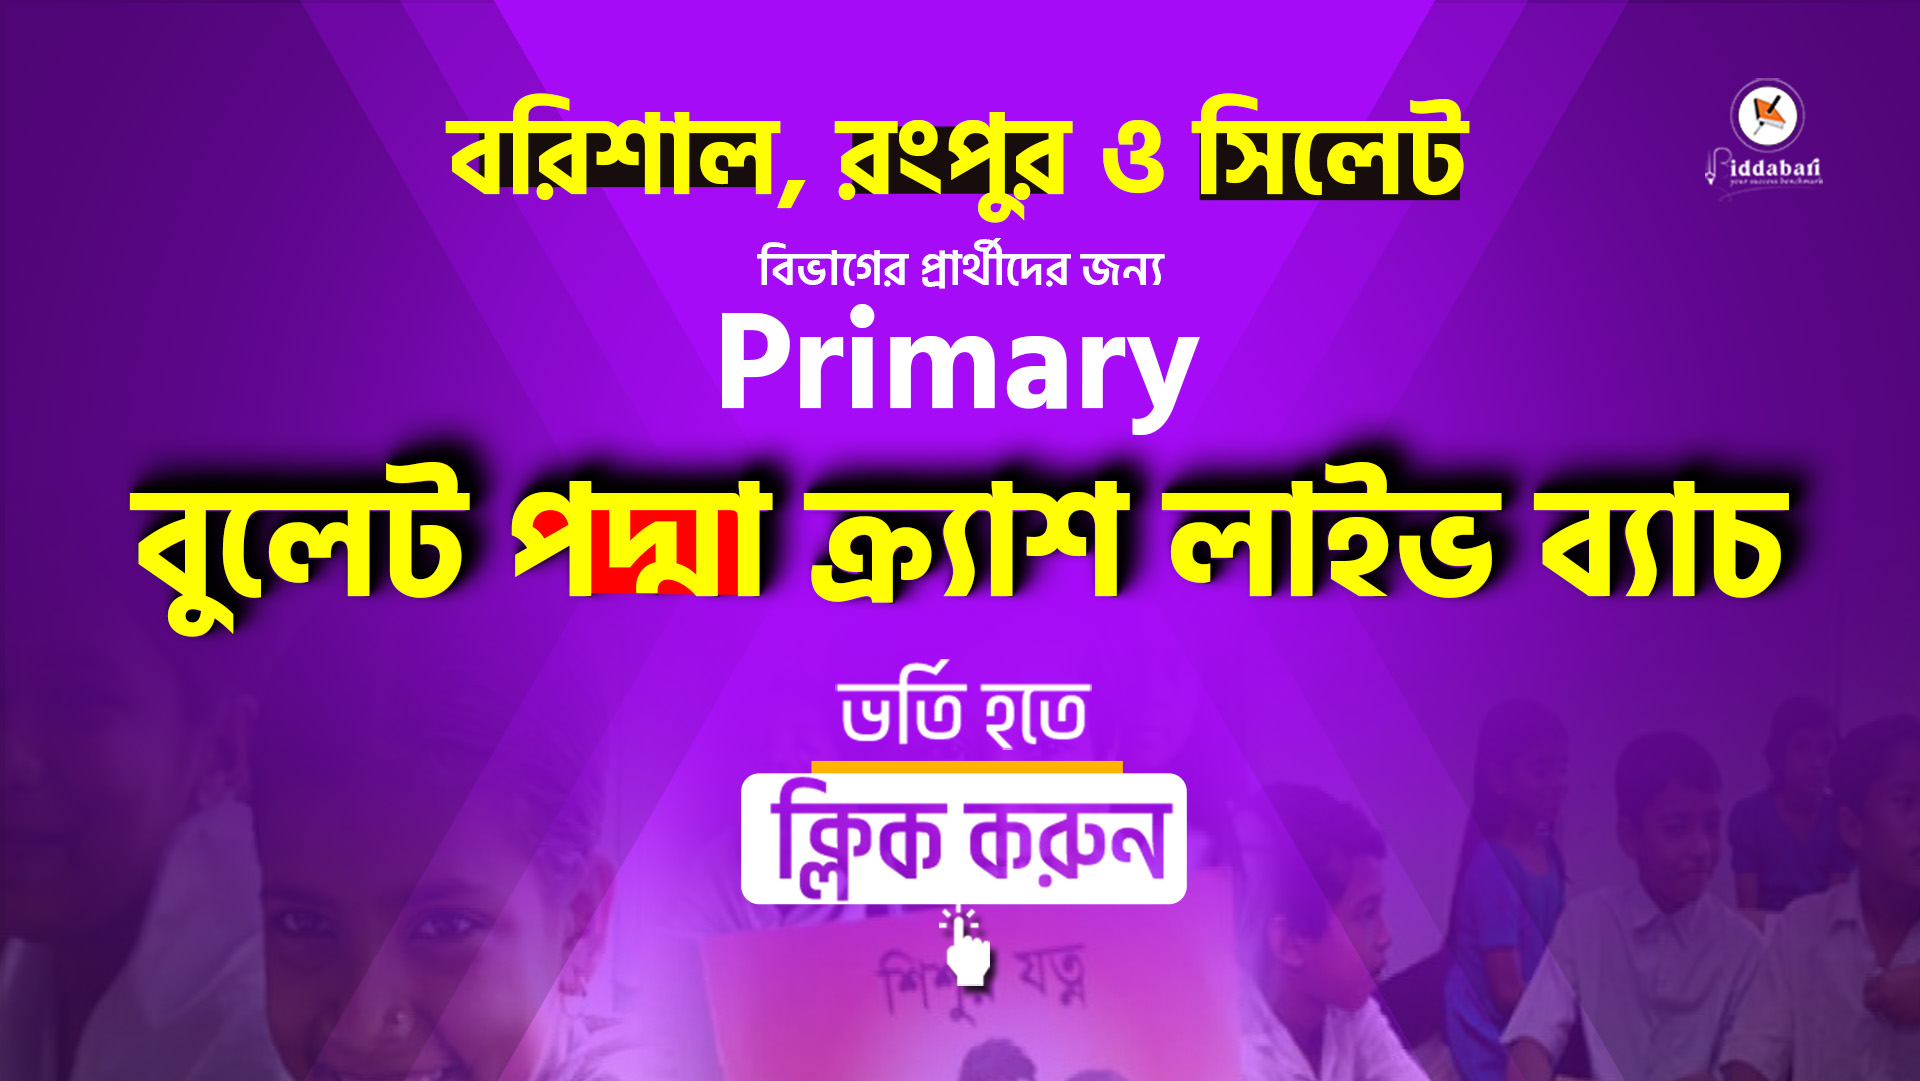 বরিশাল, রংপুর ও সিলেট
Biddabari
your success benchmark
বিভাগের প্রার্থীদের জন্য
Primary
বুলেট পদ্মা ক্র্যাশ লাইভ ব্যাচ
ভর্তি হতে
ক্লিক করুন
শিশুর যত্ন